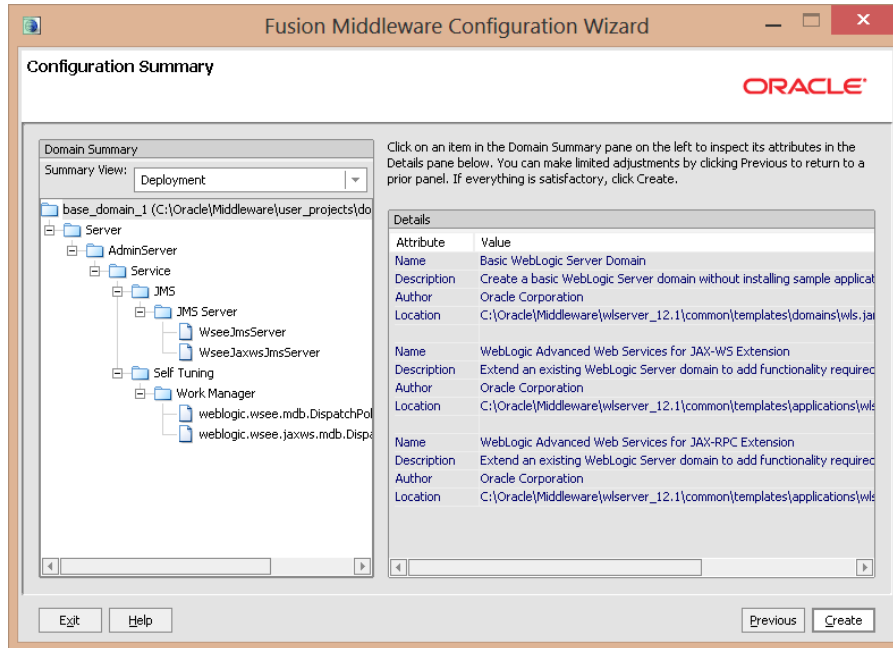 Fusion Middleware Configuration Wizard
Configuration Summary
ORACLE
Domain Summary
Summary View:
Deployment
base_domain_1 (C:\Oracle\Middleware\user_projects\do
Server
AdminServer
Service
JMS
JMS Server
WseeJmsServer
WseeJaxwsJmsServer
Self Tuning
Work Manager
weblogic.wsee.mdb.DispatchPol
weblogic.wsee.jaxws.mdb.Dispa
Click on an item in the Domain Summary pane on the left to inspect its attributes in the
Details pane below. You can make limited adjustments by clicking Previous to return to a
prior panel. If everything is satisfactory, click Create.
Details
Attribute Value
Name Basic WebLogic Server Domain
Description Create a basic WebLogic Server domain without installing sample applicat
Author Oracle Corporation
Location C:\Oracle\Middleware\wlserver_12.1\common\templates\domains\wls.jar
Name WebLogic Advanced Web Services for JAX-WS Extension
Description Extend an existing WebLogic Server domain to add functionality required
Author Oracle Corporation
Location C:\Oracle\Middleware\wlserver_12.1\common\templates\applications\wls
Name WebLogic Advanced Web Services for JAX-RPC Extension
Description Extend an existing WebLogic Server domain to add functionality required
Author Oracle Corporation
Location C:\Oracle\Middleware\wlserver_12.1\common\templates\applications\wls
Exit Help Previous Create